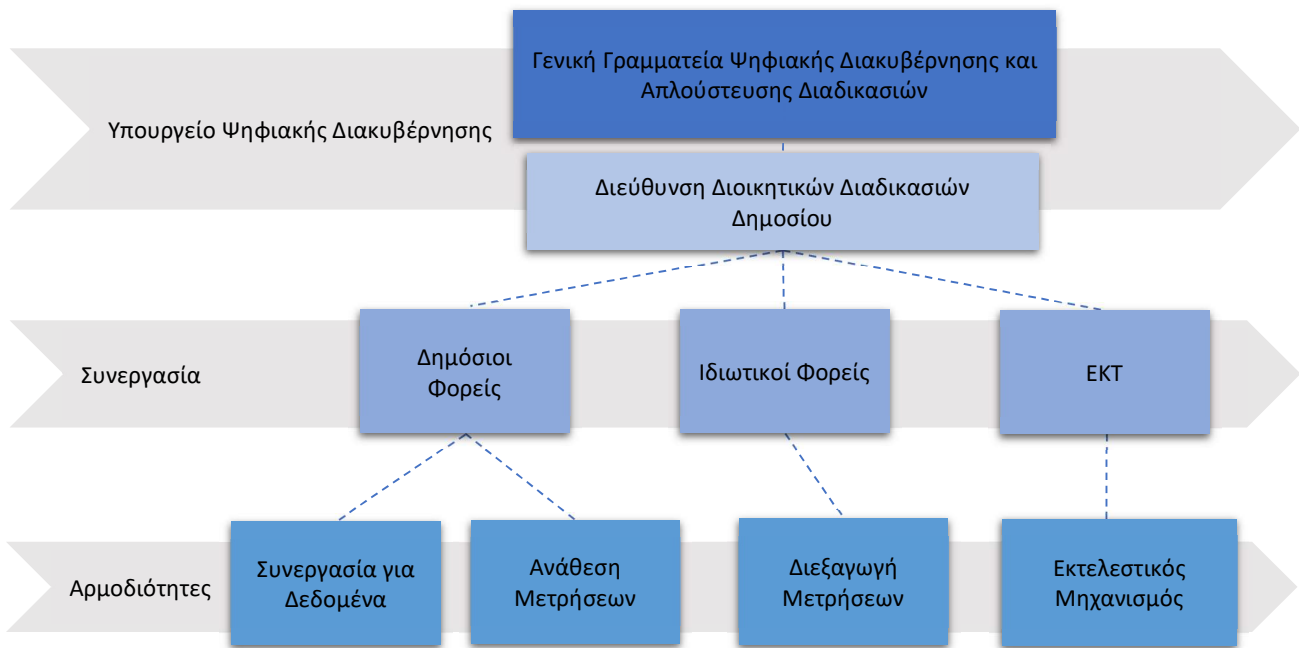 Γενική Γραμματεία Ψηφιακής Διακυβέρνησης και
Απλούστευσης Διαδικασιών
Υπουργείο Ψηφιακής Διακυβέρνησης
Διεύθυνση Διοικητικών Διαδικασιών
Δημοσίου
Συνεργασία
Δημόσιοι
Φορείς
Ιδιωτικοί Φορείς
ΕΚΤ
Αρμοδιότητες
Συνεργασία για
Δεδομένα
Ανάθεση
Μετρήσεων
Διεξαγωγή
Μετρήσεων
Εκτελεστικός
Μηχανισμός